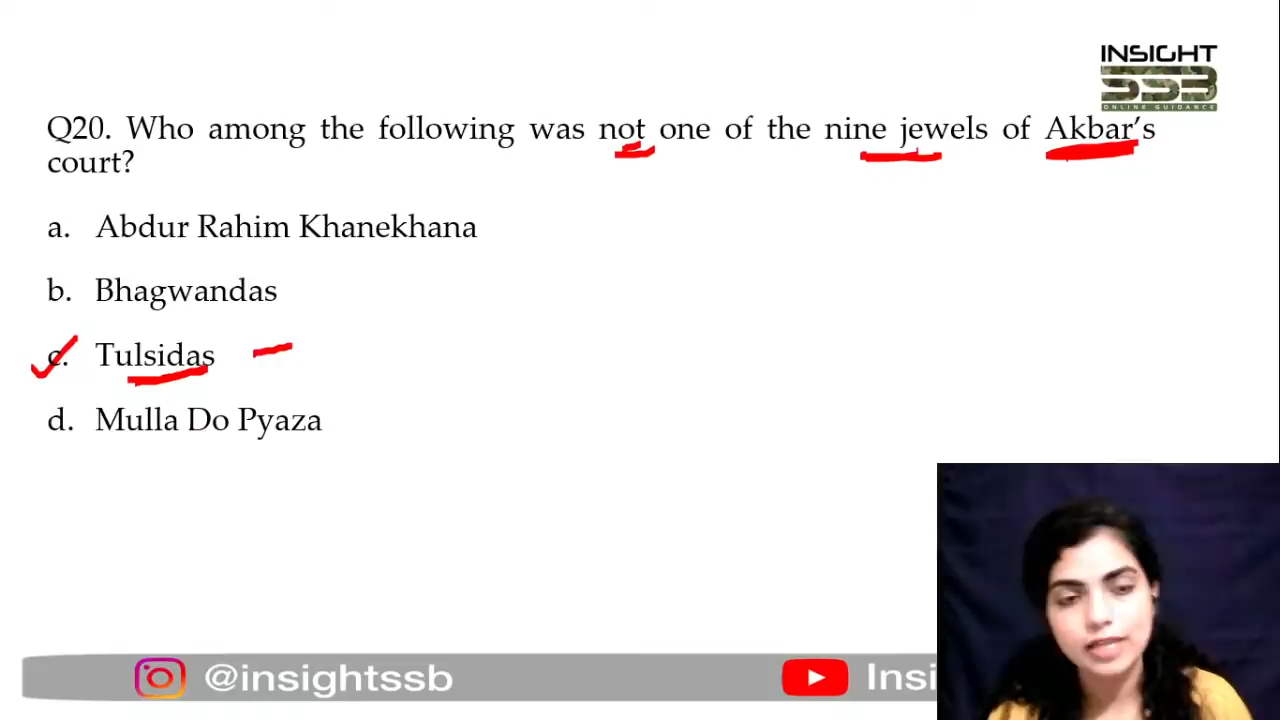 INSIGHT
SSB
ONLINE GUIDANCE
Q20. Who among the following was not one of the nine jewels of Akbar's
court?
a. Abdur Rahim Khanekhana
b. Bhagwandas
c. Tulsidas
d. Mulla Do Pyaza
@insightssb
Insi